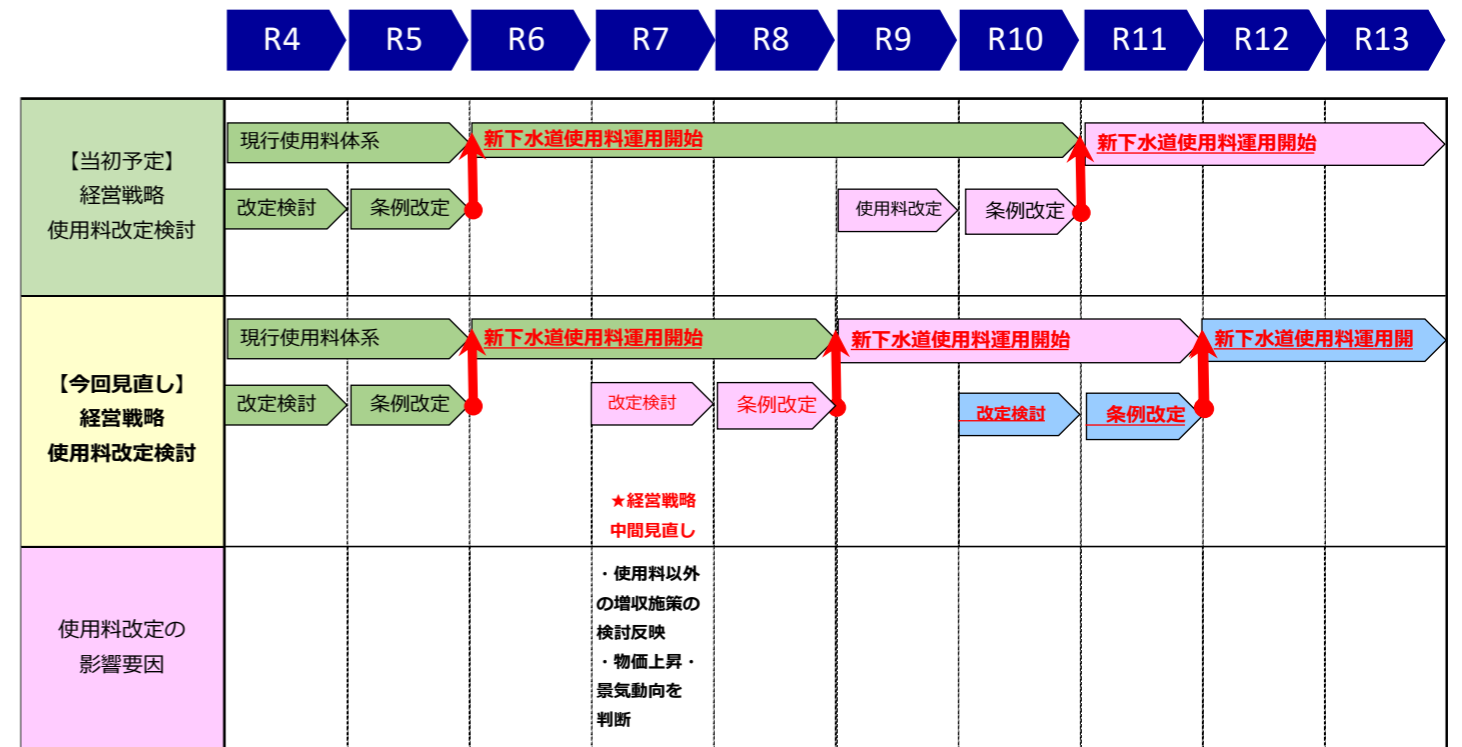 R4 R5 R6 R7 R8 R9 R10 R11 R12 R13
【当初予定】
経営戦略
使用料改定検討
現行使用料体系
新下水道使用料運用開始
新下水道使用料運用開始
改定検討
条例改定
使用料改定
条例改定
【今回見直し】
経営戦略
使用料改定検討
現行使用料体系
新下水道使用料運用開始
新下水道使用料運用開始
新下水道使用料運用開
改定検討
条例改定
改定検討
条例改定
改定検討
条例改定
★経営戦略
中間見直し
使用料改定の
影響要因
・使用料以外
の増収施策の
検討反映
・物価上昇・
景気動向を
判断